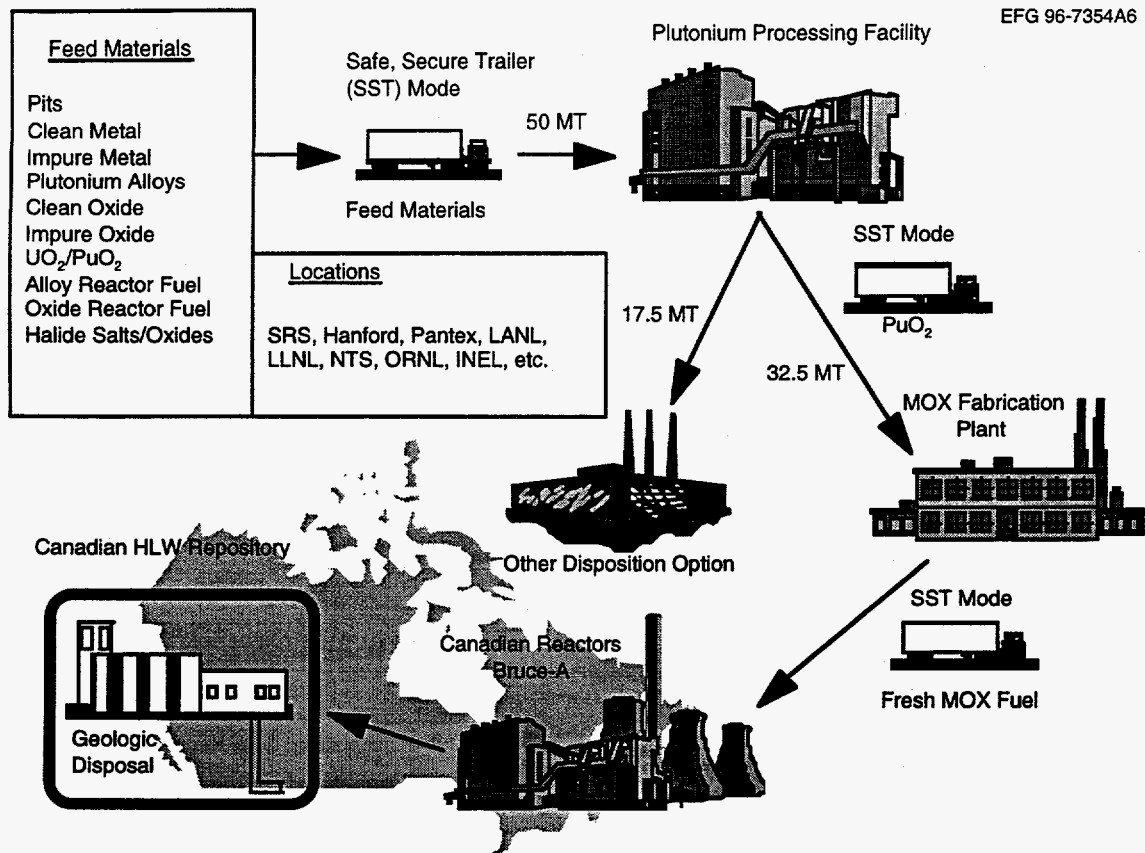 EFG 96-7354A6
Feed Materials
Pits
Clean Metal
Impure Metal
Plutonium Alloys
Clean Oxide
Impure Oxide
UO₂/PuO₂
Alloy Reactor Fuel
Oxide Reactor Fuel
Halide Salts/Oxides
Locations
SRS, Hanford, Pantex, LANL,
LLNL, NTS, ORNL, INEL, etc.
Safe, Secure Trailer
(SST) Mode
Feed Materials
50 MT
Plutonium Processing Facility
17.5 MT
32.5 MT
SST Mode
PuO₂
Other Disposition Option
MOX Fabrication
Plant
SST Mode
Fresh MOX Fuel
Canadian Reactors
Bruce-A
Canadian HLW Repository
Geologic
Disposal